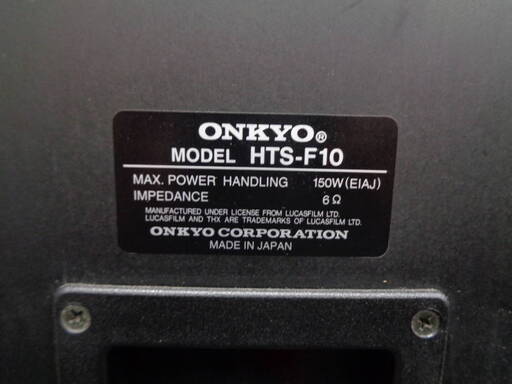 ONKYO®
MODEL HTS-F10
MAX. POWER HANDLING 150W(EIAJ)
IMPEDANCE 6Ω
MANUFACTURED UNDER LICENSE FROM LUCASFILM LTD.
LUCASFILM AND THX ARE TRADEMARKS OF LUCASFILM LTD.
ONKYO CORPORATION
MADE IN JAPAN